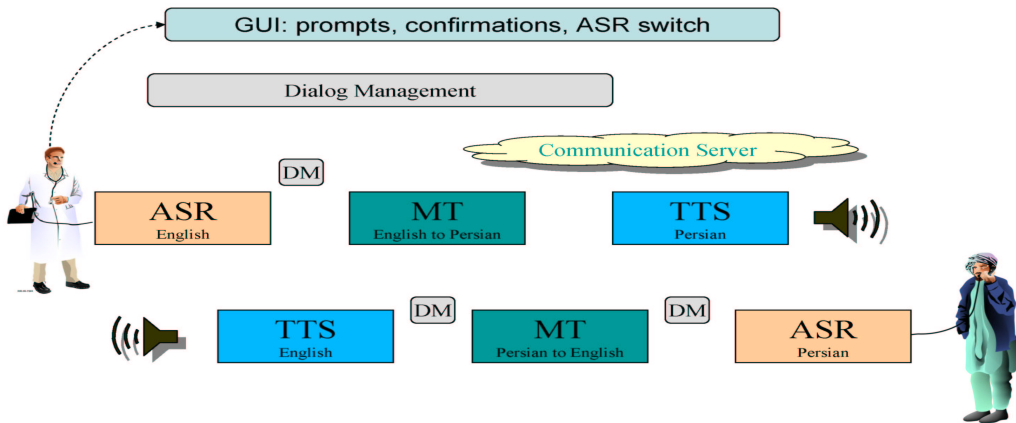 GUI: prompts, confirmations, ASR switch
Dialog Management
Communication Server
DM
ASR
English
MT
English to Persian
TTS
Persian
DM
DM
TTS
English
MT
Persian to English
ASR
Persian